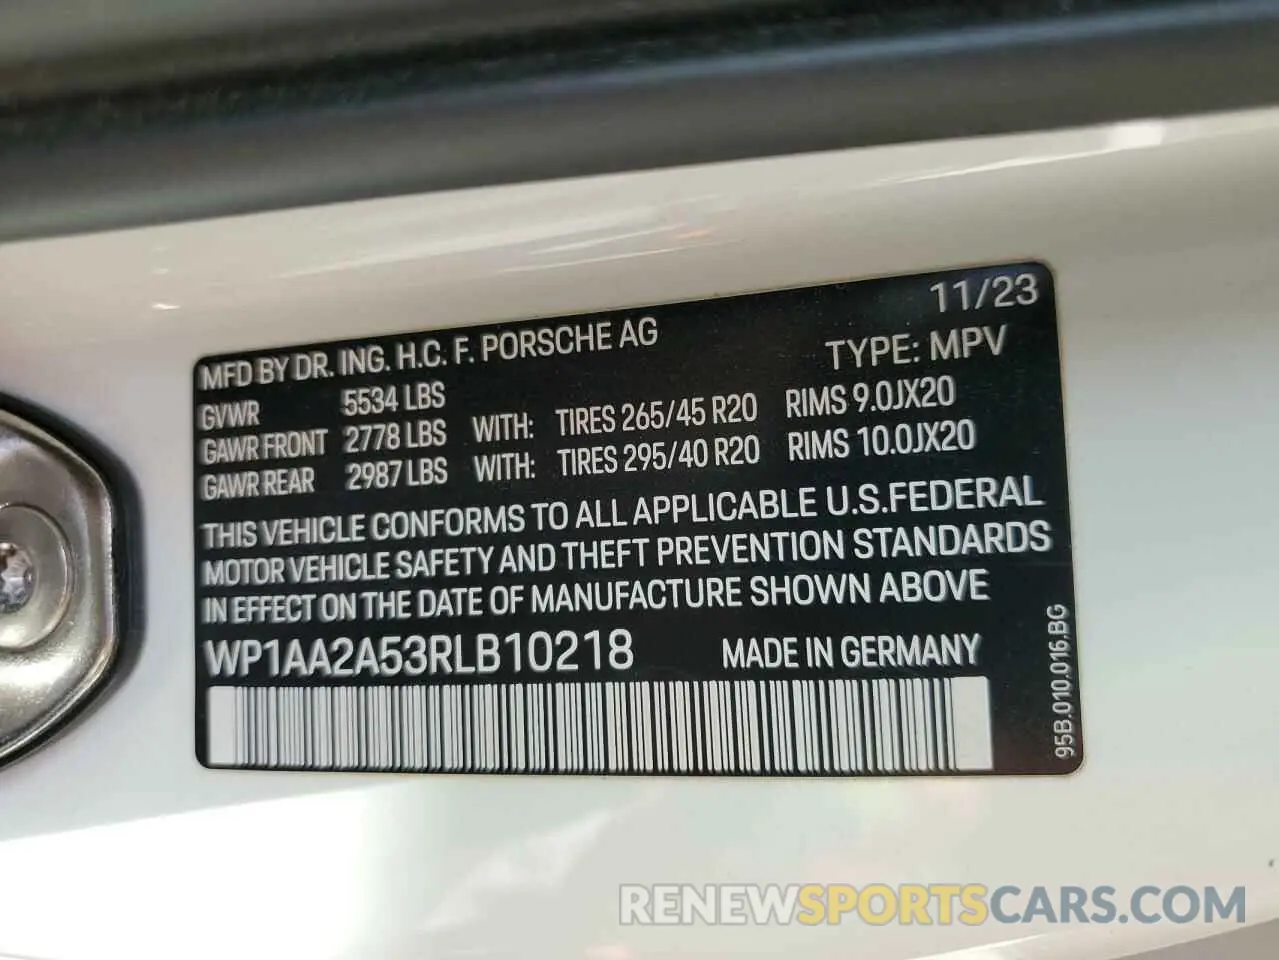 11/23
MFD BY DR. ING. H.C. F. PORSCHE AG TYPE: MPV
GVWR 5534 LBS
GAWR FRONT 2778 LBS WITH: TIRES 265/45 R20 RIMS 9.0JX20
GAWR REAR 2987 LBS WITH: TIRES 295/40 R20 RIMS 10.0JX20
THIS VEHICLE CONFORMS TO ALL APPLICABLE U.S.FEDERAL
MOTOR VEHICLE SAFETY AND THEFT PREVENTION STANDARDS
IN EFFECT ON THE DATE OF MANUFACTURE SHOWN ABOVE
WP1AA2A53RLB10218 MADE IN GERMANY
95B.010.016.BG
RENEWSPORTSCARS.COM